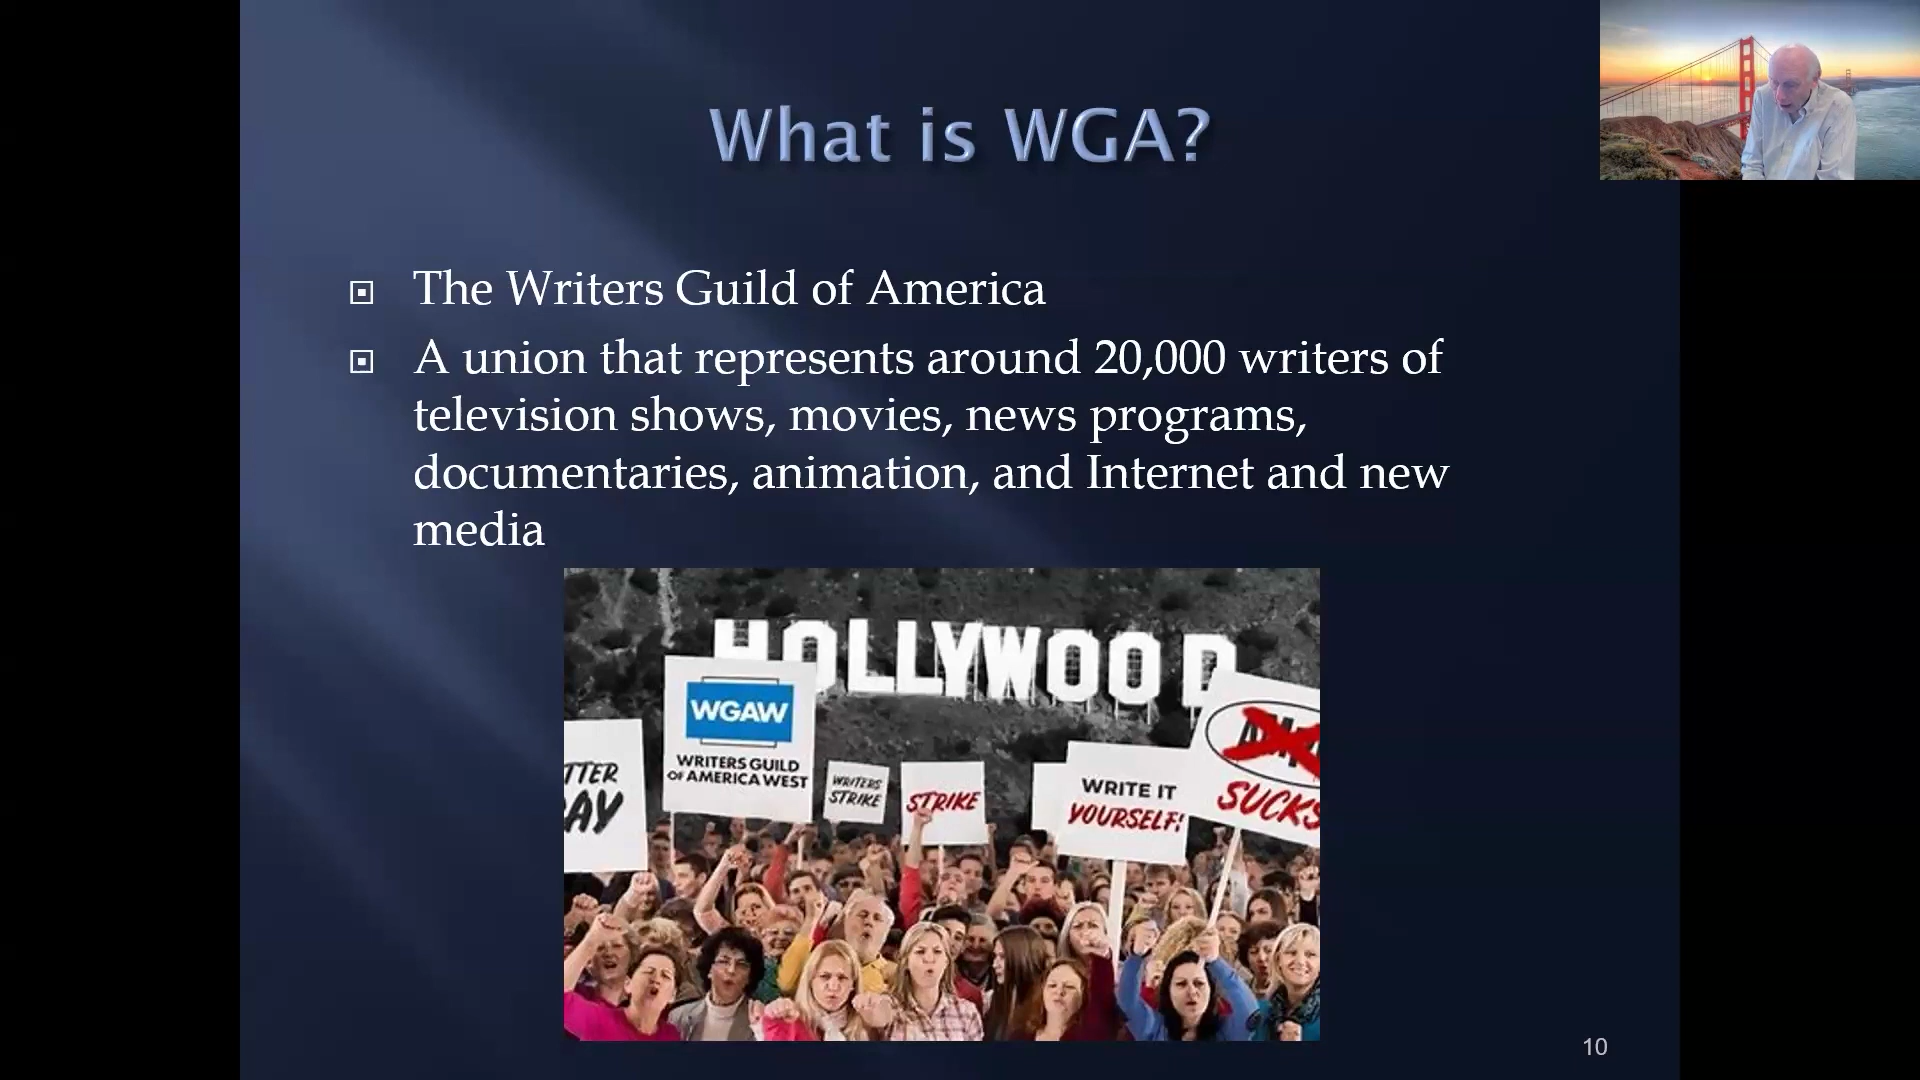 What is WGA?
The Writers Guild of America
A union that represents around 20,000 writers of
television shows, movies, news programs,
documentaries, animation, and Internet and new
media
HOLLYWOOD
WGAW
WRITERS GUILD
OF AMERICA WEST
WRITERS
STRIKE
STRIKE
WRITE IT
YOURSELF!
SUCKS
10